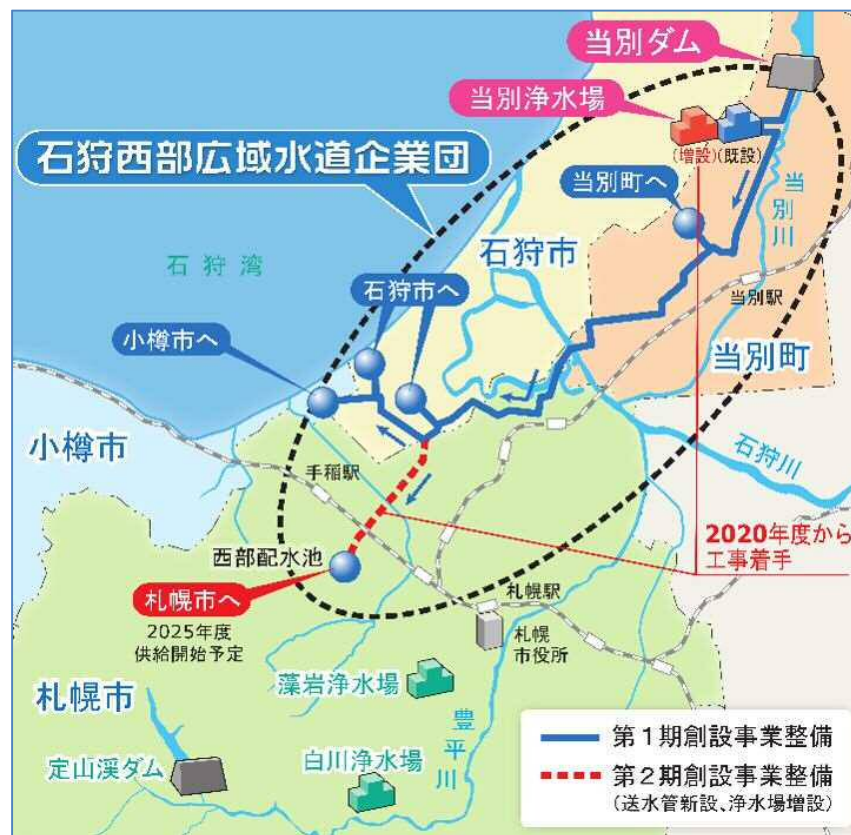 当別ダム
当別浄水場
(増設)(既設)
石狩西部広域水道企業団
当別町へ
当別川
石狩湾
石狩市
石狩市へ
当別駅
小樽市へ
当別町
小樽市
手稲駅
石狩川
2020年度から
工事着手
西部配水池
札幌市へ
2025年度
供給開始予定
札幌駅
札幌
市役所
藻岩浄水場
札幌市
豊平川
定山渓ダム
白川浄水場
第1期創設事業整備
第2期創設事業整備
(送水管新設、浄水場増設)